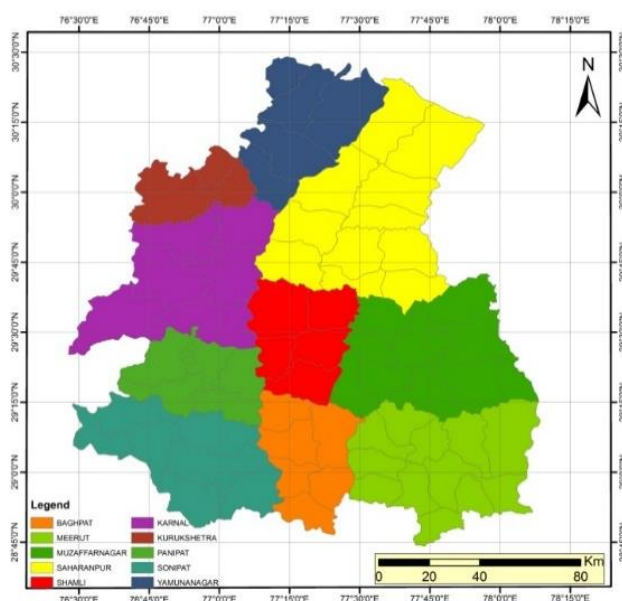 76°30'0"E 76°45'0"E 77°0'0"E 77°15'0"E 77°30'0"E 77°45'0"E 78°0'0"E 78°15'0"E
N
30°30'0"N 30°30'0"N
30°15'0"N
30°0'0"N
29°45'0"N
29°30'0"N
29°15'0"N
29°0'0"N
28°45'0"N
Legend
BAGHPAT KARNAL
MEERUT KURUKSHETRA
MUZAFFARNAGAR PANIPAT
SAHARANPUR SONIPAT
SHAMLI YAMUNANAGAR
Km
0 20 40 80
76°30'0"E 76°45'0"E 77°0'0"E 77°15'0"E 77°30'0"E 77°45'0"E 78°0'0"E 78°15'0"E